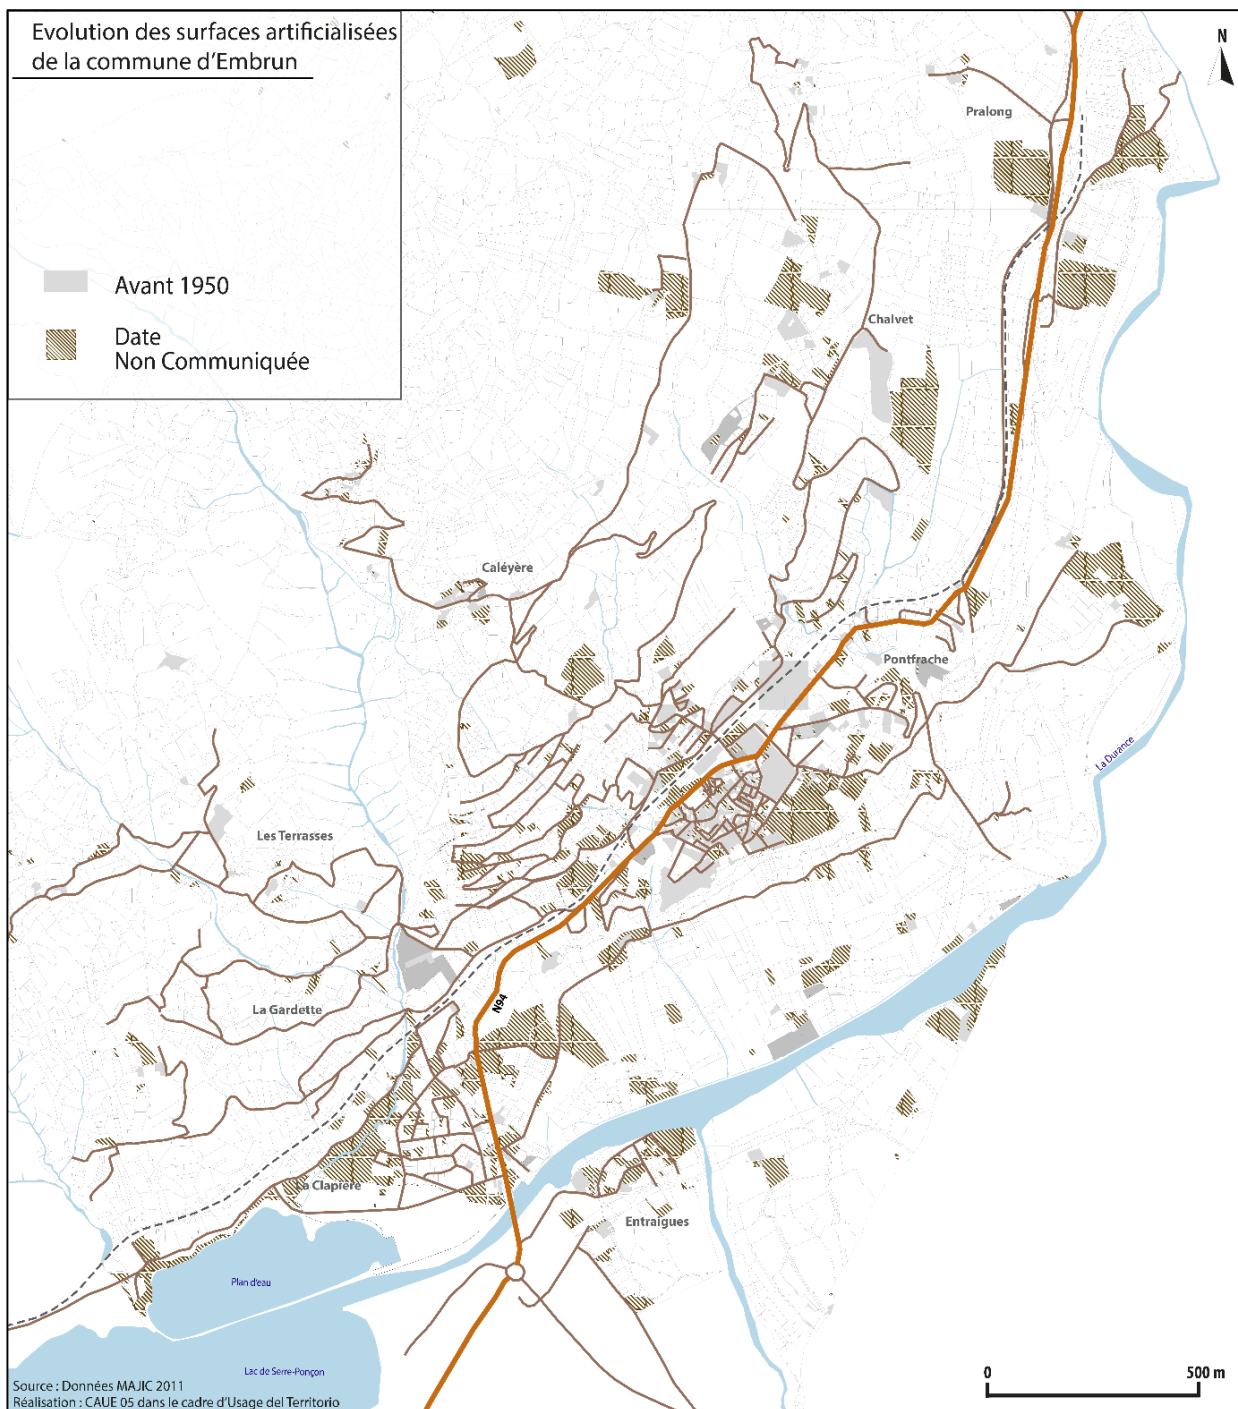 Evolution des surfaces artificialisées
de la commune d'Embrun
N
Pralong
Avant 1950
Date
Non Communiquée
Chalvet
Caléyère
Pontfrache
La Durance
Les Terrasses
La Gardette
N94
La Clapière
Entraigues
Plan d'eau
Lac de Serre-Ponçon
Source : Données MAJIC 2011
Réalisation : CAUE 05 dans le cadre d'Usage del Territorio
0 500 m